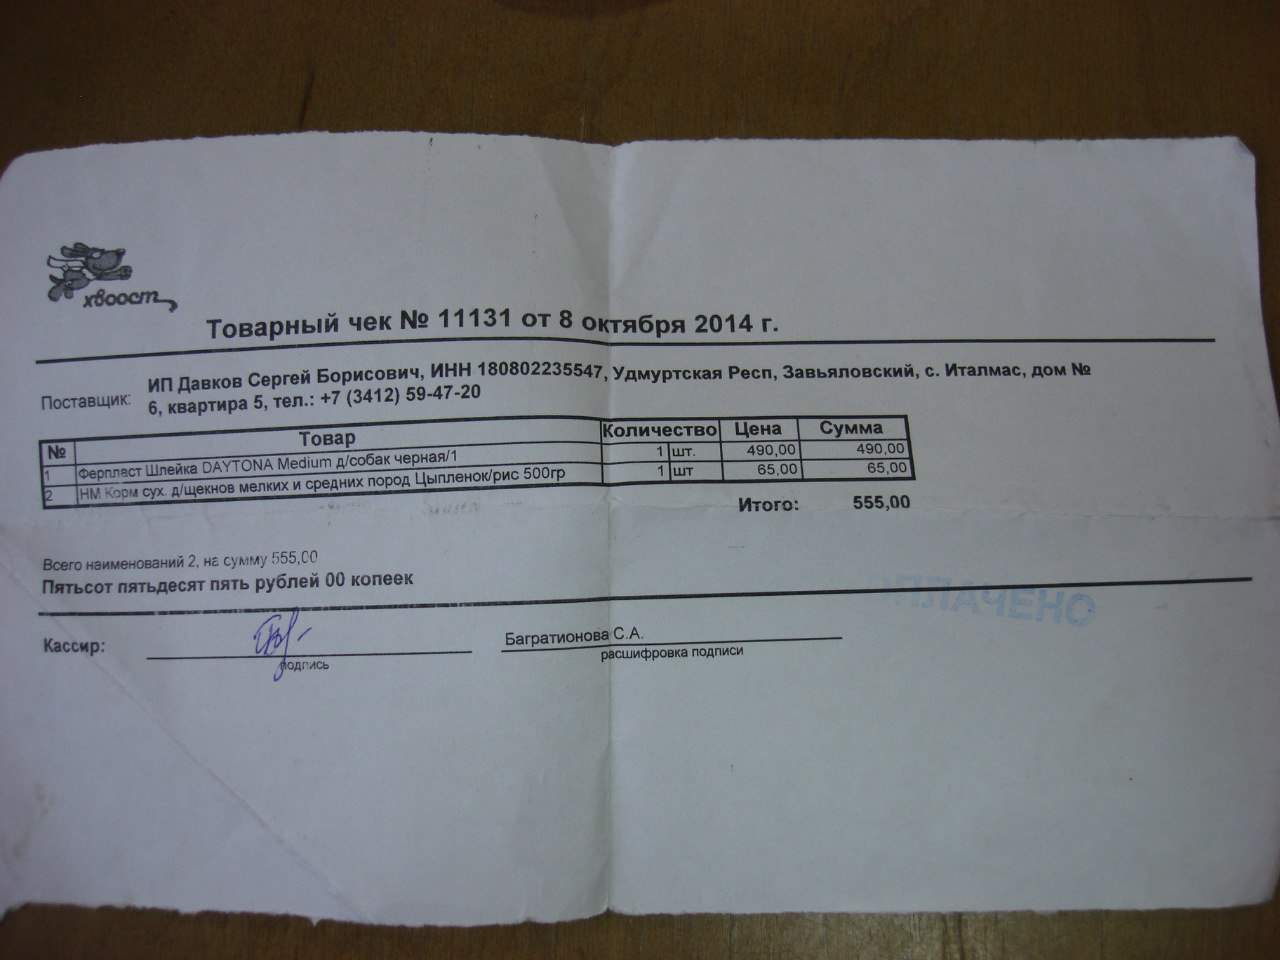 хвоост
Товарный чек № 11131 от 8 октября 2014 г.
Поставщик: ИП Давков Сергей Борисович, ИНН 180802235547, Удмуртская Респ, Завьяловский, с. Италмас, дом №
6, квартира 5, тел.: +7 (3412) 59-47-20
№ Товар Количество Цена Сумма
1 Ферпласт Шлейка DAYTONA Medium д/собак черная/1 1 шт. 490,00 490,00
2 НМ Корм сух. д/щекнов мелких и средних пород Цыпленок/рис 500гр 1 шт 65,00 65,00
Итого: 555,00
Всего наименований 2, на сумму 555,00
Пятьсот пятьдесят пять рублей 00 копеек
ОПЛАЧЕНО
Кассир: Багратионова С.А.
подпись расшифровка подписи